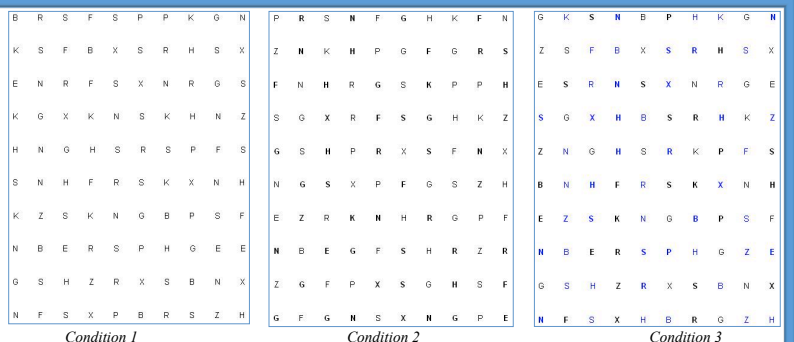 B R S F S P P K G N
K S F B X S R H S X
E N R F S X N R G S
K G X K N S K H N Z
H N G H S R S P F S
S N H F R S K X N H
K Z S K N G B P S F
N B E R S P H G E E
G S H Z R X S B N X
N F S X P B R S Z H
Condition 1
P R S N F G H K F N
Z N K H P G F G R S
F N H R G S K P P H
S G X R F S G H K Z
G S H P R X S F N X
N G S X P F G S Z H
E Z R K N H R G P F
N B E G F S H R Z R
Z G F P X S G H S F
G F G N S X N G P E
Condition 2
G K S N B P H K G N
Z S F B X S R H S X
E S R N S X N R G E
S G X H B S R H K Z
Z N G H S R K P F S
B N H F R S K X N H
E Z S K N G B P S F
N B E R S P H G Z E
G S H Z R X S B N X
N F S X H B R G Z H
Condition 3